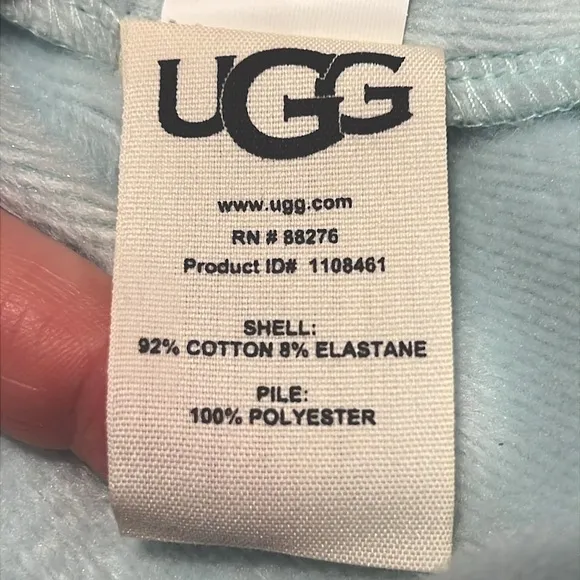 UGG
www.ugg.com
RN # 88276
Product ID# 1108461
SHELL:
92% COTTON 8% ELASTANE
PILE:
100% POLYESTER